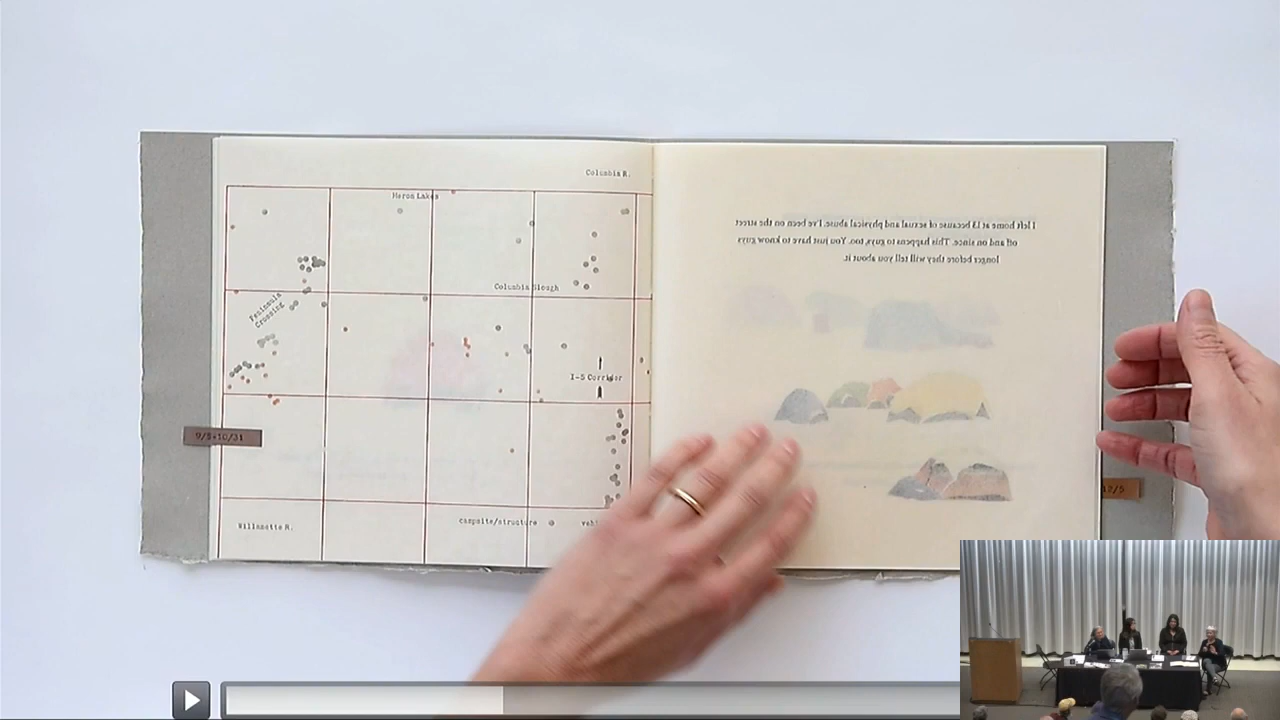 Columbia R.
Heron Lakes
Columbia Slough
Peninsula
Crossing
I-5 Corridor
9/5-10/31
Willamette R.
campsite/structure
I left home at 13 because of sexual and physical abuse. I've been on the street
off and on since. This happens to guys, too. You just have to know guys
longer before they will tell you about it.
12/5